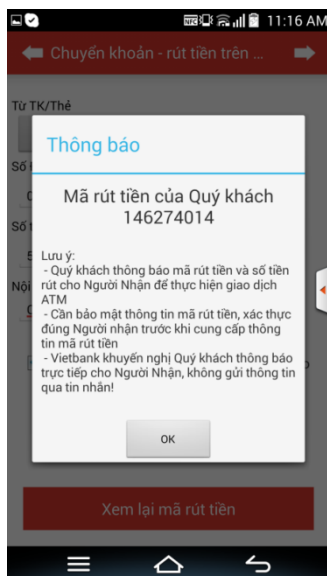 11:16 AM
Chuyển khoản - rút tiền trên ...
Từ TK/Thẻ
Thông báo
Số
Mã rút tiền của Quý khách
146274014
Số t
Lưu ý:
- Quý khách thông báo mã rút tiền và số tiền
rút cho Người Nhận để thực hiện giao dịch
ATM
Nội
- Cần bảo mật thông tin mã rút tiền, xác thực
đúng Người nhận trước khi cung cấp thông
tin mã rút tiền
- Vietbank khuyến nghị Quý khách thông báo
trực tiếp cho Người Nhận, không gửi thông tin
qua tin nhắn!
OK
Xem lại mã rút tiền